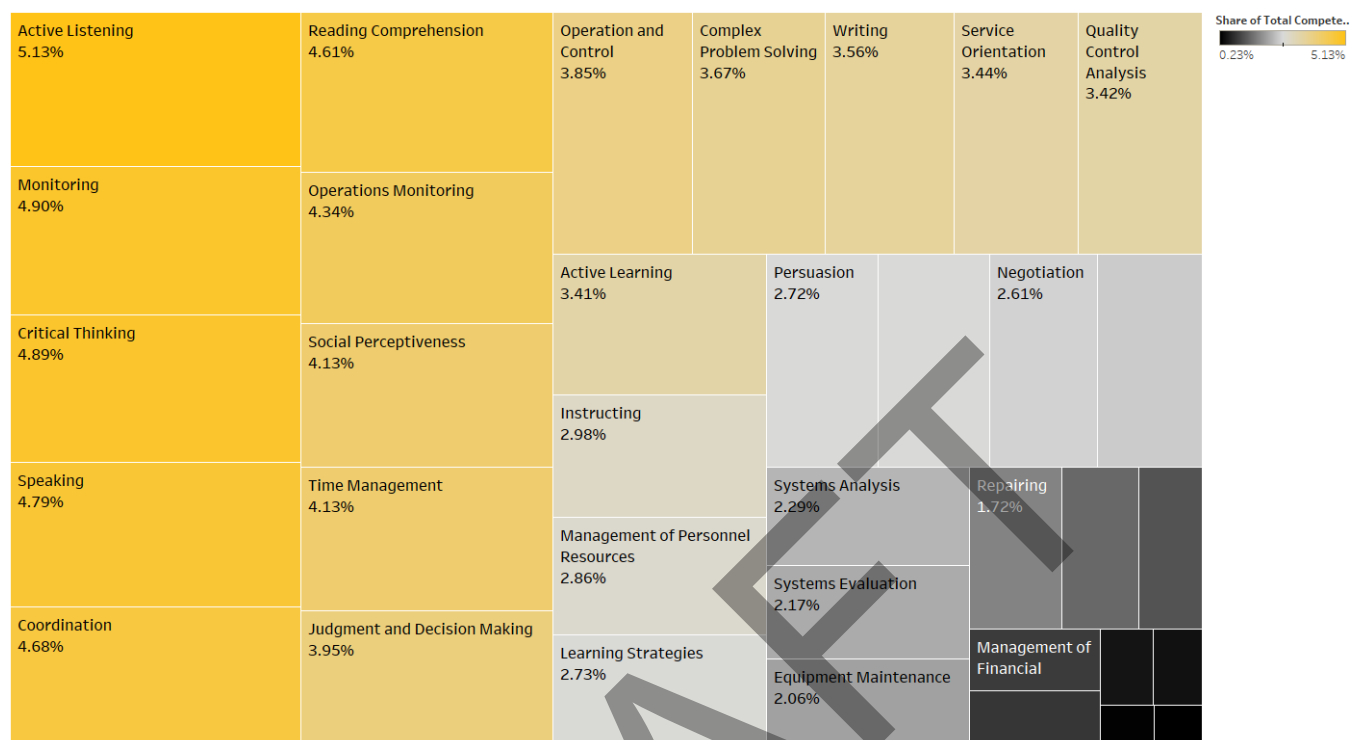 Active Listening
5.13%
Monitoring
4.90%
Critical Thinking
4.89%
Speaking
4.79%
Coordination
4.68%
Reading Comprehension
4.61%
Operations Monitoring
4.34%
Social Perceptiveness
4.13%
Time Management
4.13%
Judgment and Decision Making
3.95%
Operation and
Control
3.85%
Complex
Problem Solving
3.67%
Writing
3.56%
Service
Orientation
3.44%
Quality
Control
Analysis
3.42%
Active Learning
3.41%
Instructing
2.98%
Management of Personnel
Resources
2.86%
Learning Strategies
2.73%
Persuasion
2.72%
Negotiation
2.61%
Systems Analysis
2.29%
Systems Evaluation
2.17%
Equipment Maintenance
2.06%
Repairing
1.72%
Management of
Financial
Share of Total Compete..
0.23%
5.13%